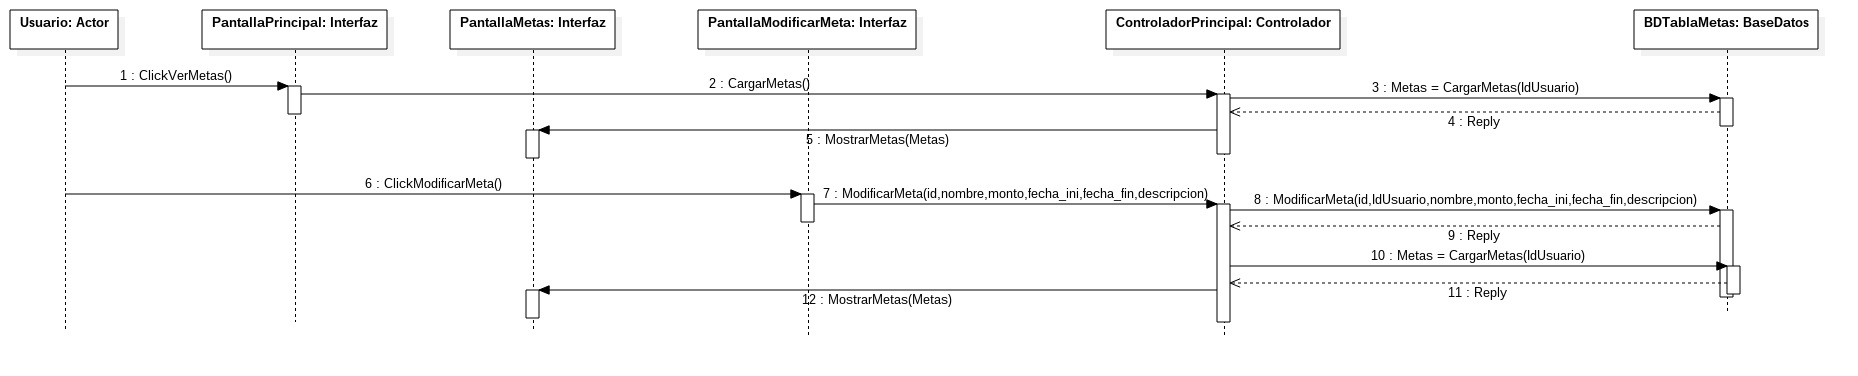 Usuario: Actor
PantallaPrincipal: Interfaz
PantallaMetas: Interfaz
PantallaModificarMeta: Interfaz
ControladorPrincipal: Controlador
BDTablaMetas: BaseDatos
1 : ClickVerMetas()
2 : CargarMetas()
3 : Metas = CargarMetas(IdUsuario)
4 : Reply
5 : MostrarMetas(Metas)
6 : ClickModificarMeta()
7 : ModificarMeta(id,nombre,monto,fecha_ini,fecha_fin,descripcion)
8 : ModificarMeta(id,IdUsuario,nombre,monto,fecha_ini,fecha_fin,descripcion)
9 : Reply
10 : Metas = CargarMetas(IdUsuario)
11 : Reply
12 : MostrarMetas(Metas)